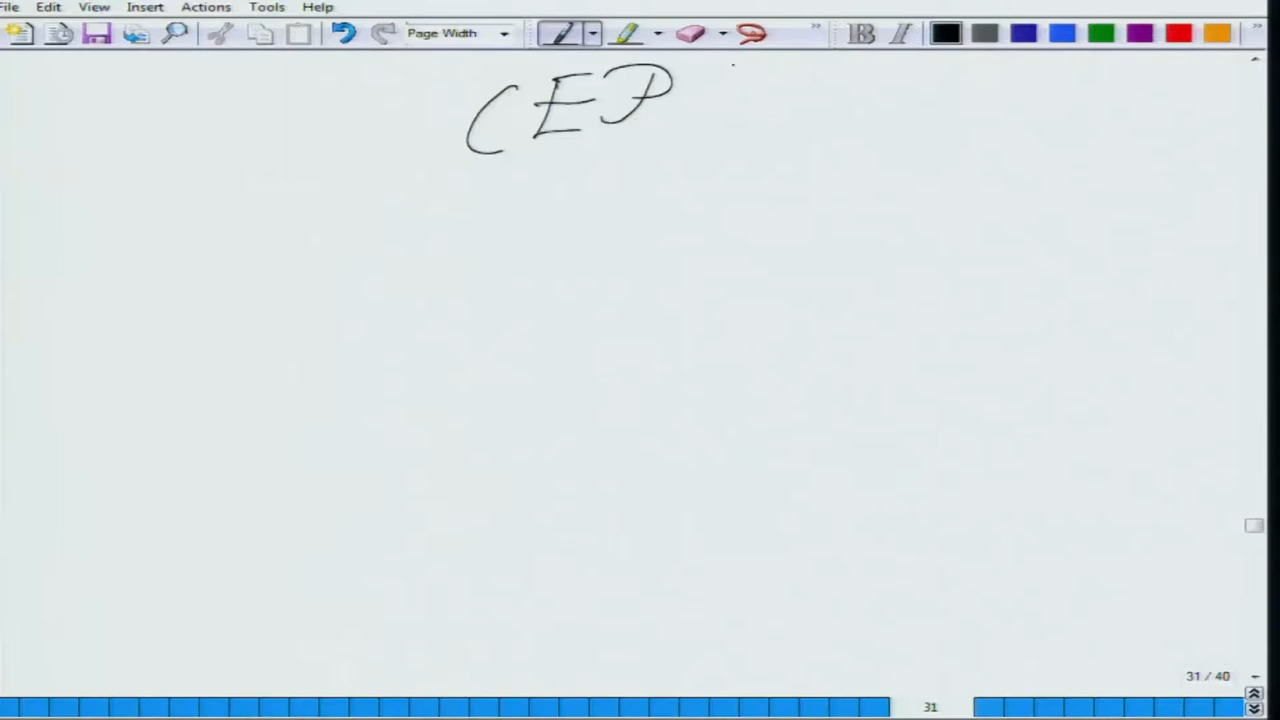 File Edit View Insert Actions Tools Help
Page Width
B I
CEP
31 / 40
31